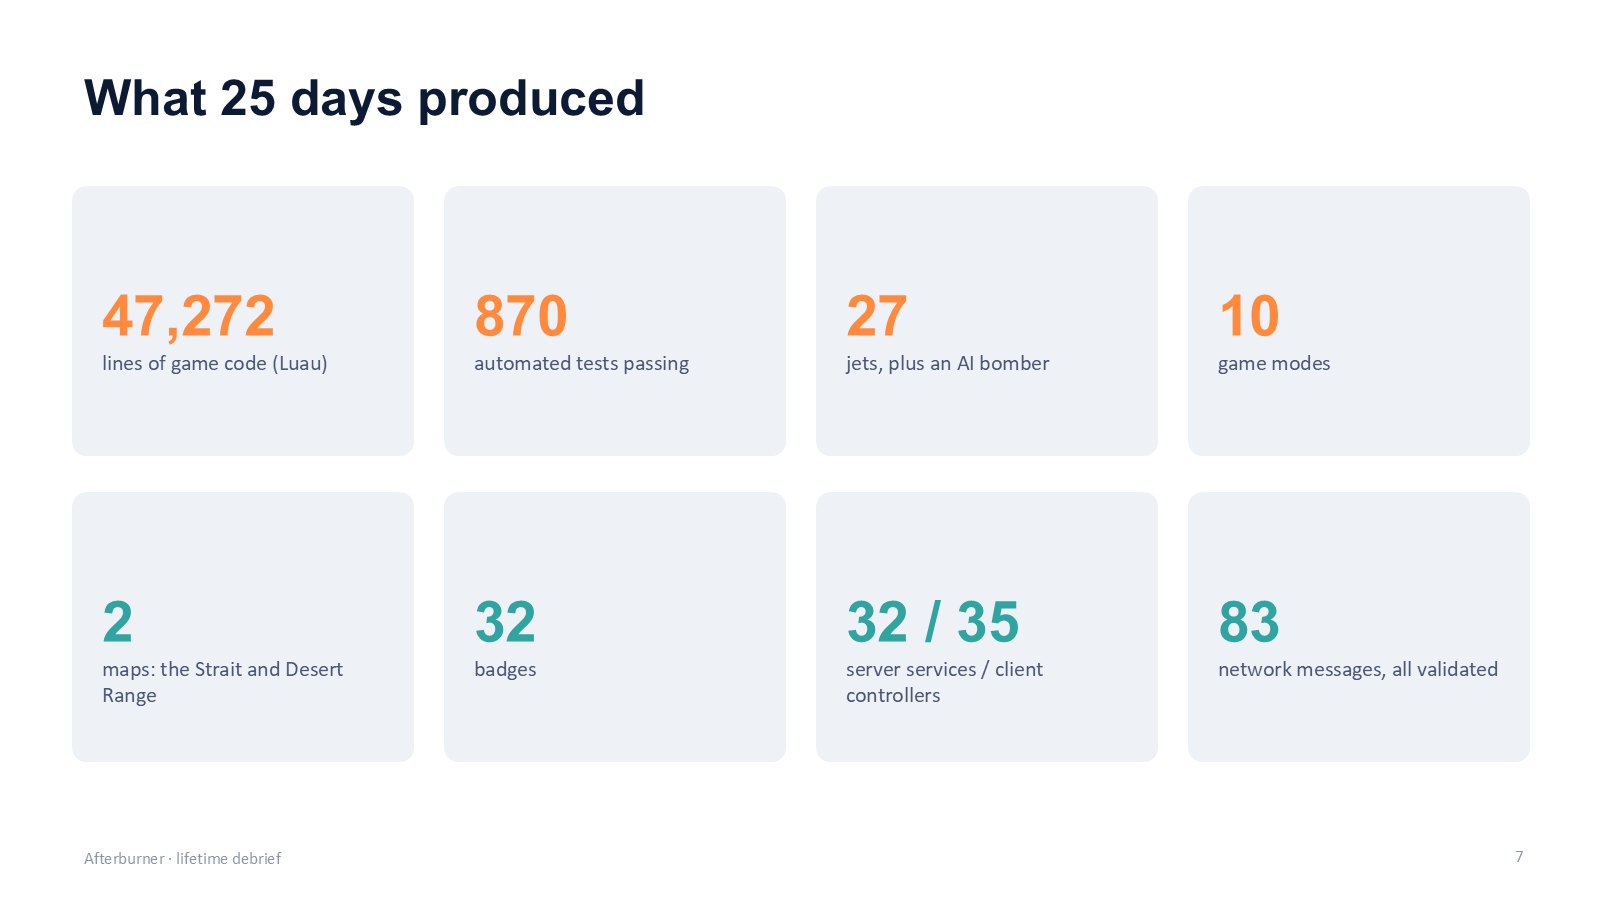 What 25 days produced
47,272
lines of game code (Luau)
870
automated tests passing
27
jets, plus an AI bomber
10
game modes
2
maps: the Strait and Desert
Range
32
badges
32 / 35
server services / client
controllers
83
network messages, all validated
Afterburner · lifetime debrief
7